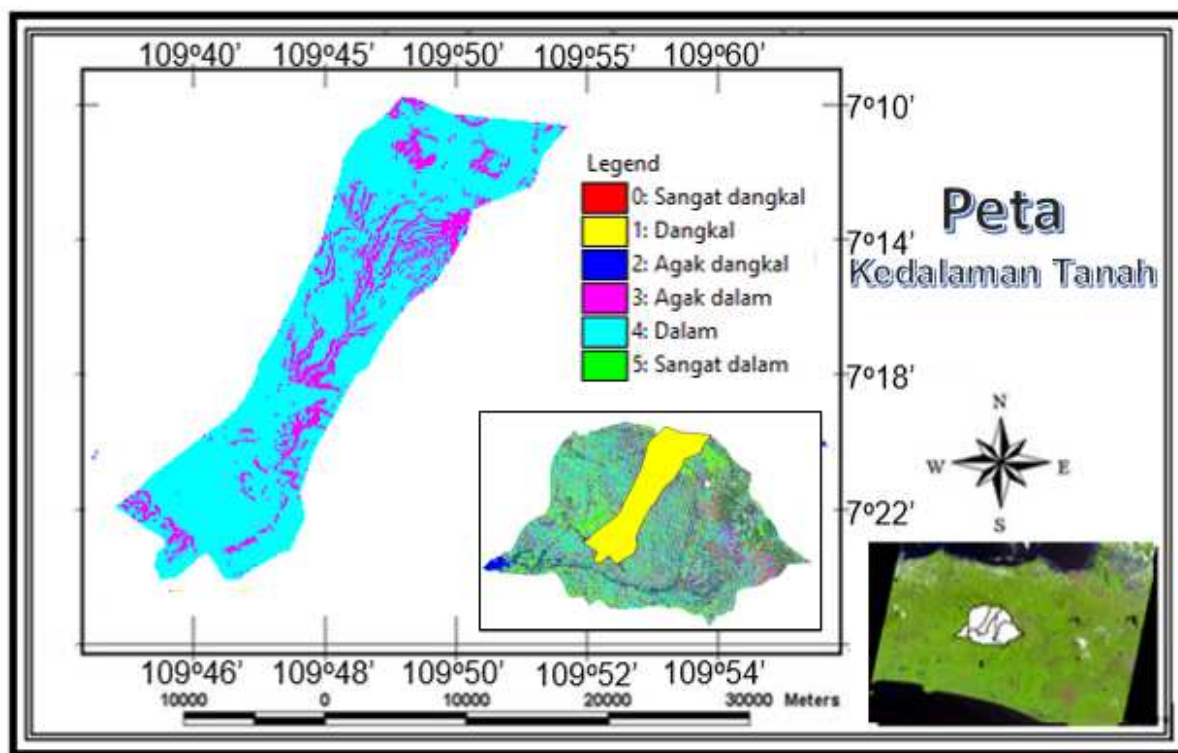 109º40' 109º45' 109º50' 109º55' 109º60'
7º10'
7º14'
7º18'
7º22'
Legend
0: Sangat dangkal
1: Dangkal
2: Agak dangkal
3: Agak dalam
4: Dalam
5: Sangat dalam
Peta
Kedalaman Tanah
N
W E
S
109º46' 109º48' 109º50' 109º52' 109º54'
10000 0 10000 20000 30000 Meters